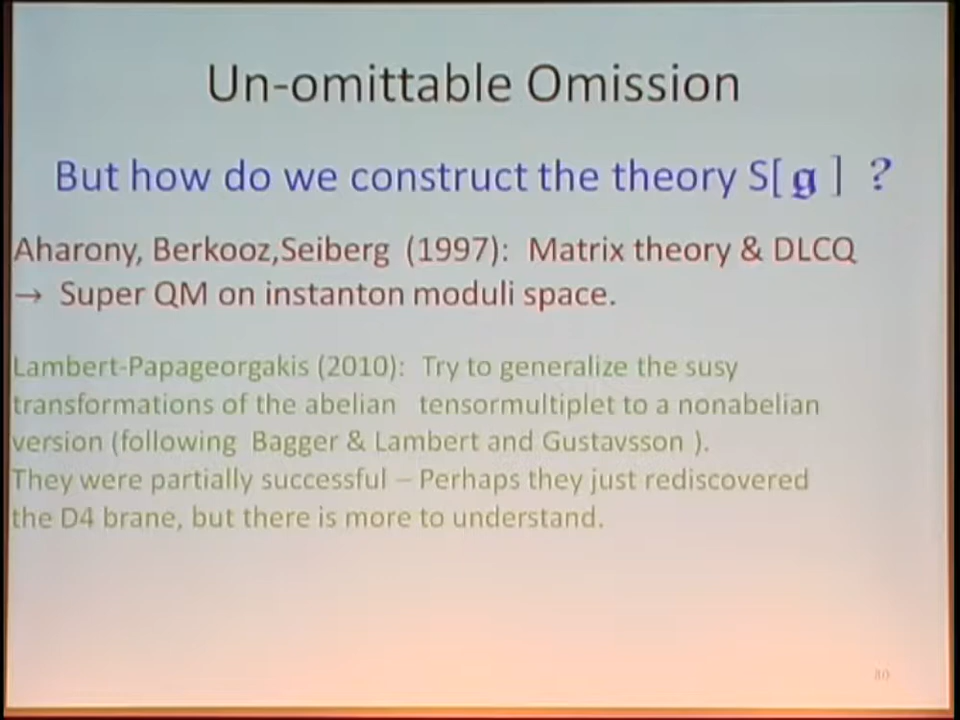 Un-omittable Omission
But how do we construct the theory S[ 𝖌 ] ?
Aharony, Berkooz,Seiberg (1997): Matrix theory & DLCQ
→ Super QM on instanton moduli space.
Lambert-Papageorgakis (2010): Try to generalize the susy
transformations of the abelian tensormultiplet to a nonabelian
version (following Bagger & Lambert and Gustavsson ).
They were partially successful – Perhaps they just rediscovered
the D4 brane, but there is more to understand.
80